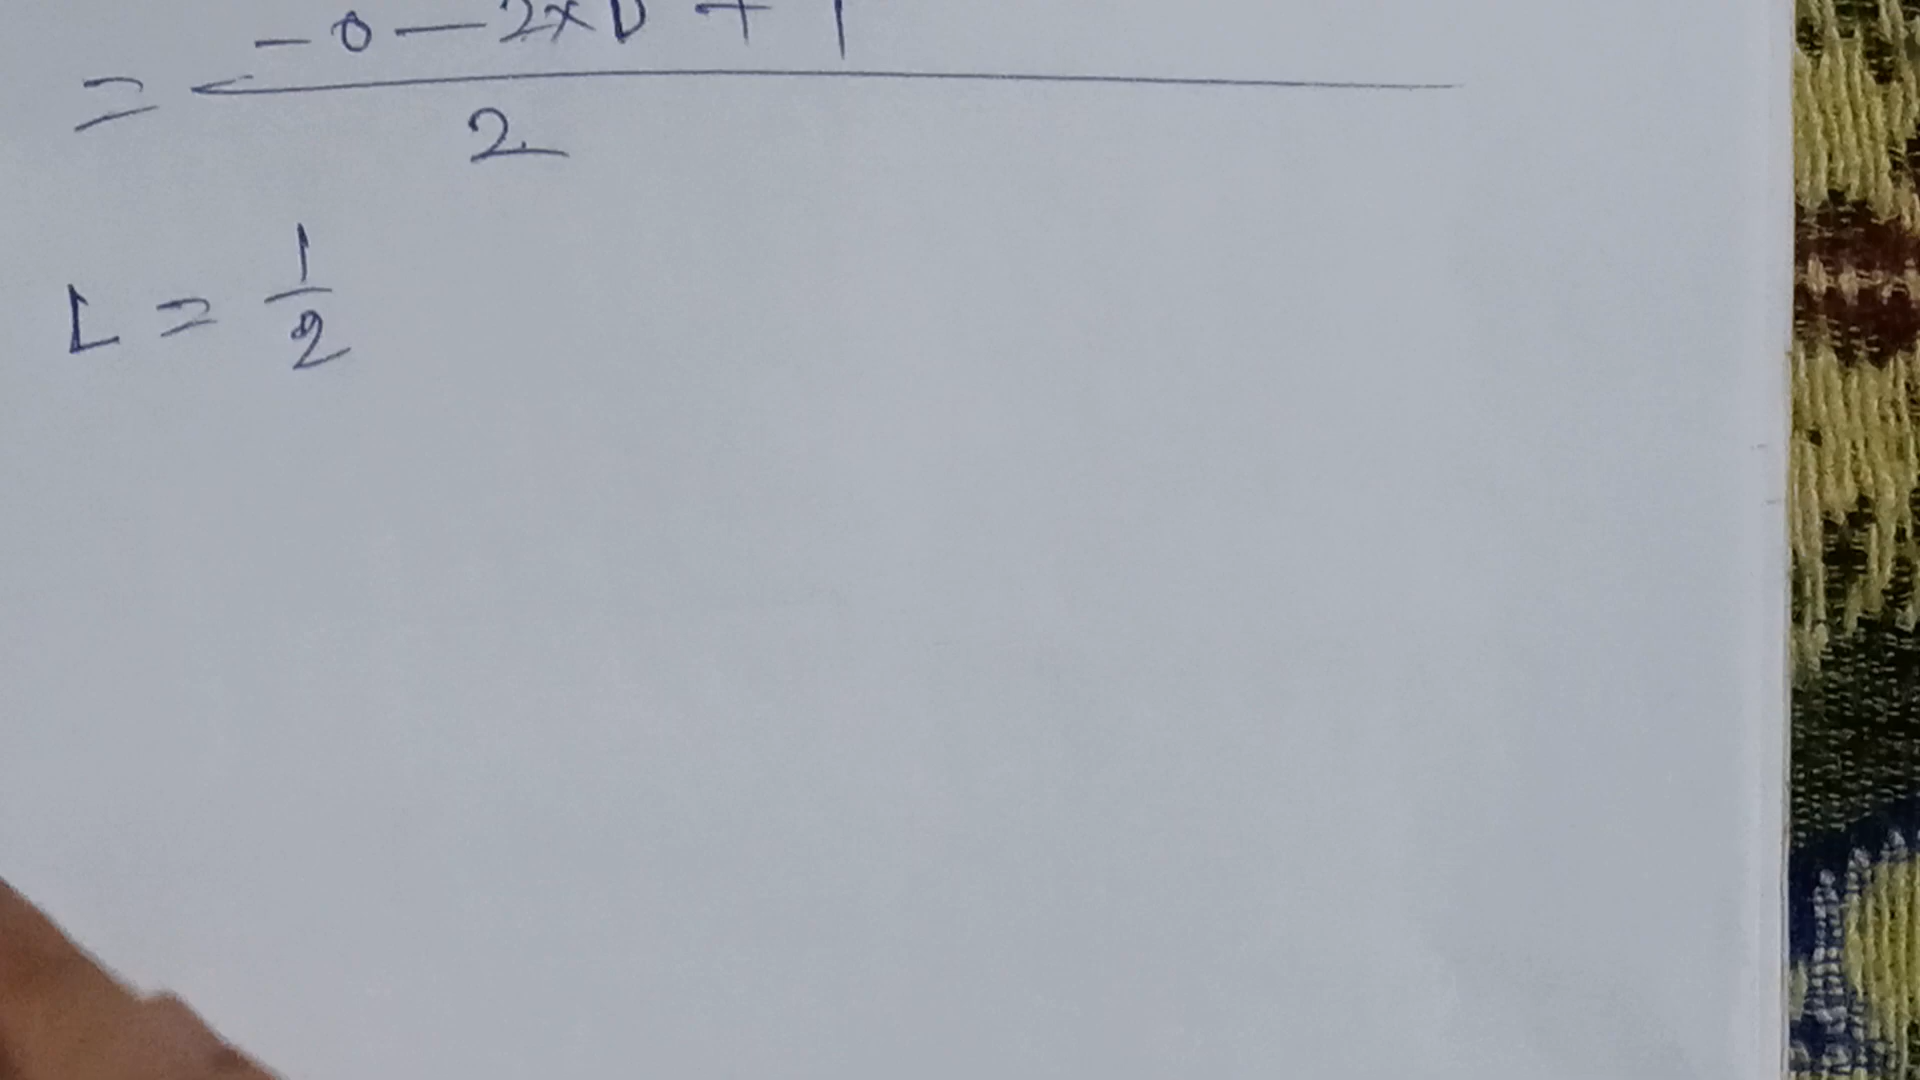 = (-0 - 2×0 + 1) / 2
L = 1/2